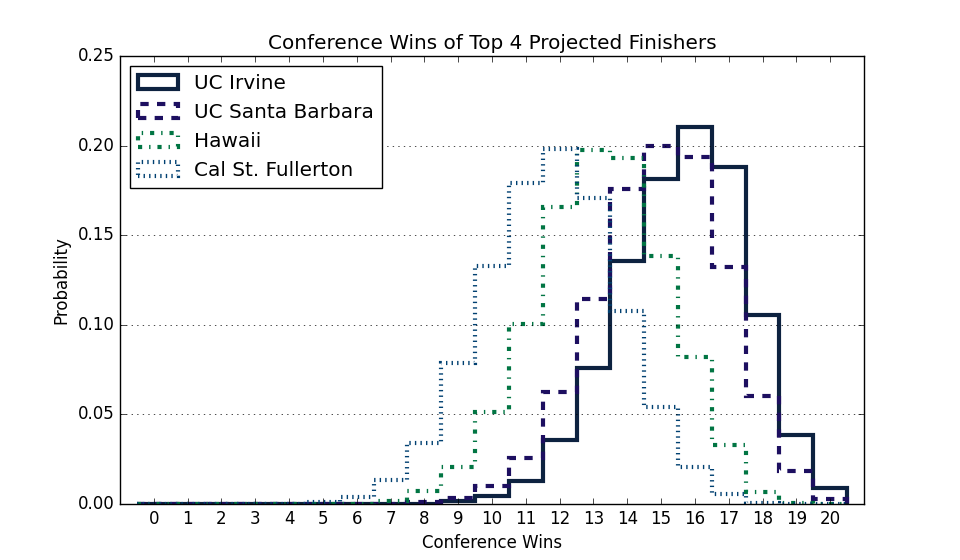 Conference Wins of Top 4 Projected Finishers
0.25
UC Irvine
UC Santa Barbara
Hawaii
Cal St. Fullerton
0.20
0.15
0.10
0.05
0.00
Probability
0 1 2 3 4 5 6 7 8 9 10 11 12 13 14 15 16 17 18 19 20
Conference Wins